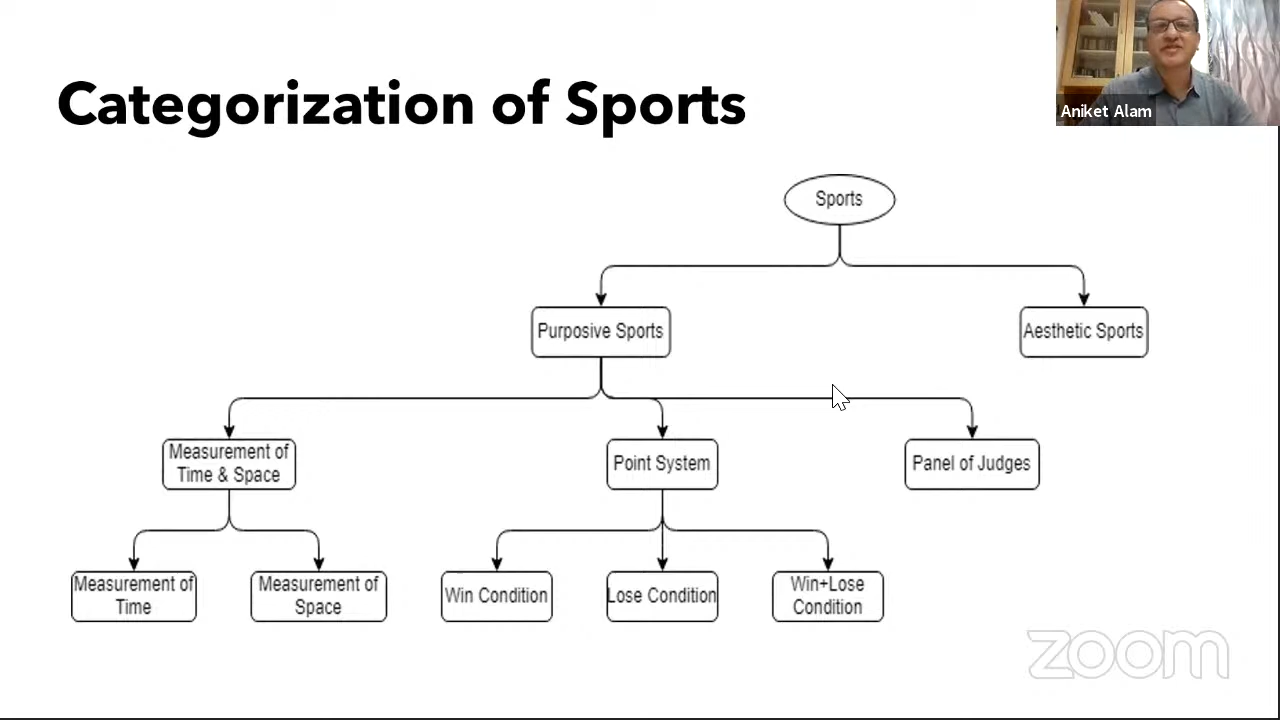 Categorization of Sports
Aniket Alam
Sports
Purposive Sports
Aesthetic Sports
Measurement of
Time & Space
Point System
Panel of Judges
Measurement of
Time
Measurement of
Space
Win Condition
Lose Condition
Win+Lose
Condition
zoom